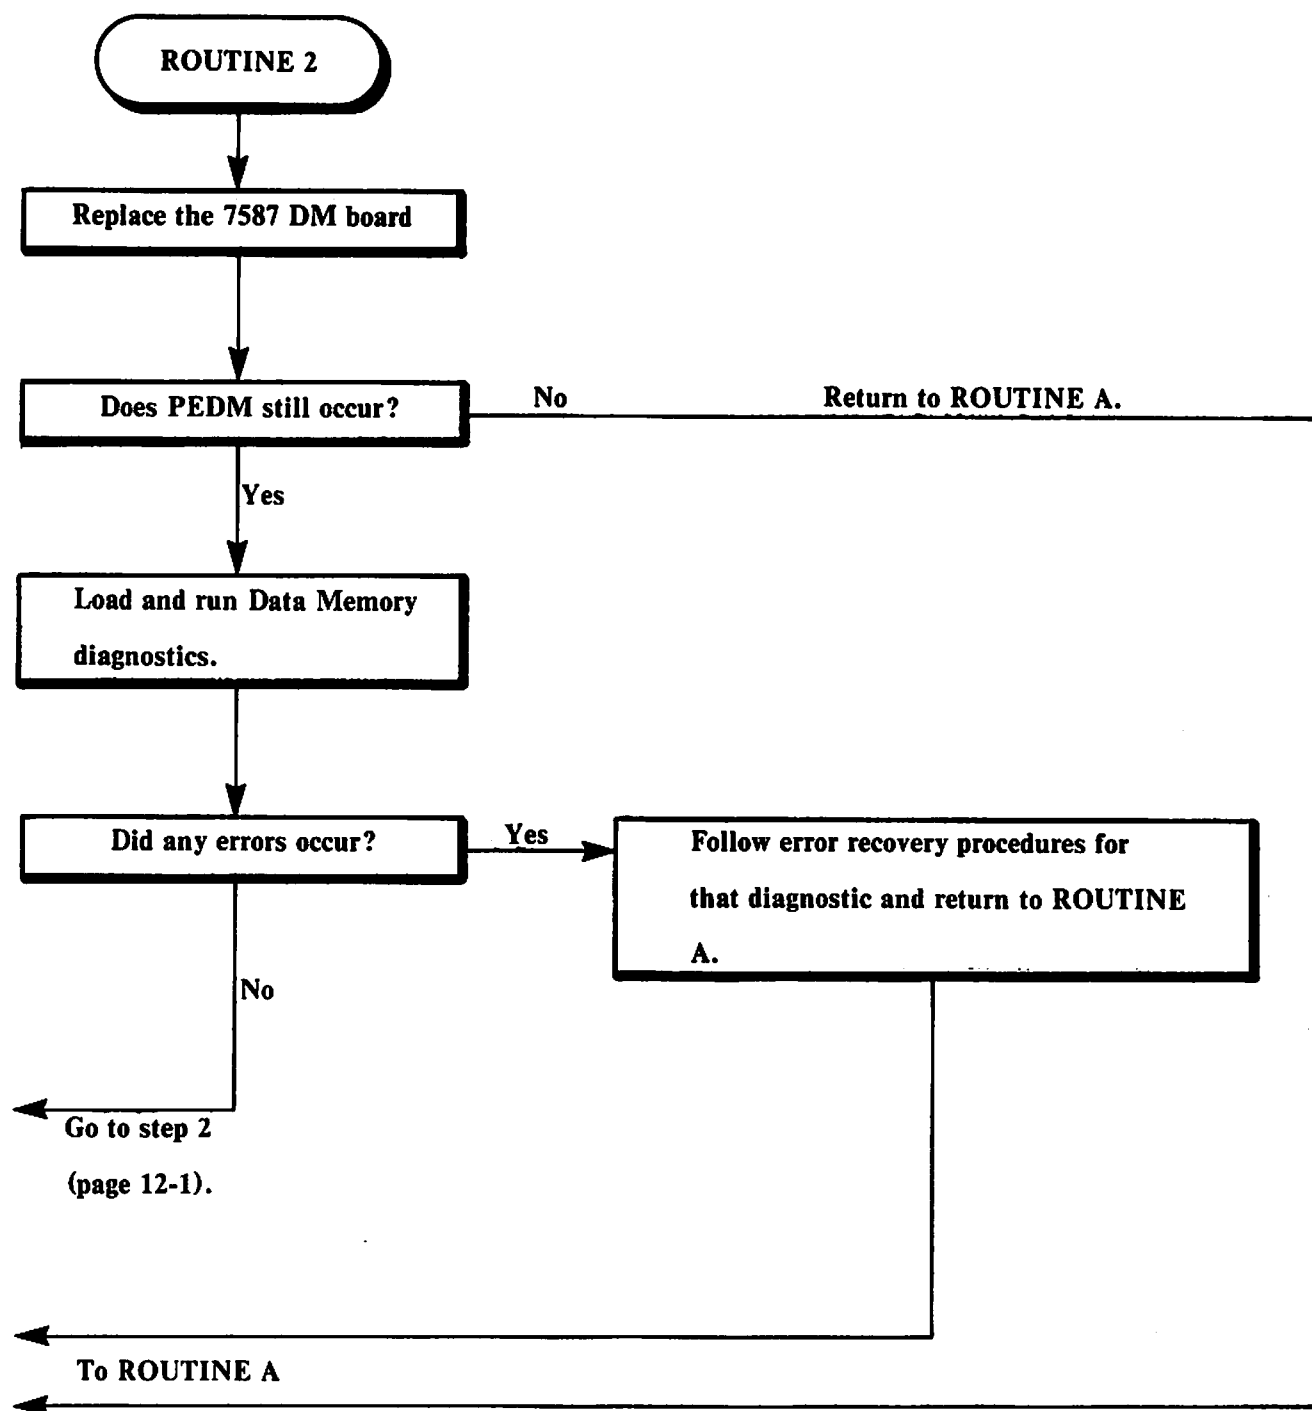 ROUTINE 2
Replace the 7587 DM board
Does PEDM still occur?
No
Return to ROUTINE A.
Yes
Load and run Data Memory
diagnostics.
Did any errors occur?
Yes
Follow error recovery procedures for
that diagnostic and return to ROUTINE
A.
No
Go to step 2
(page 12-1).
To ROUTINE A